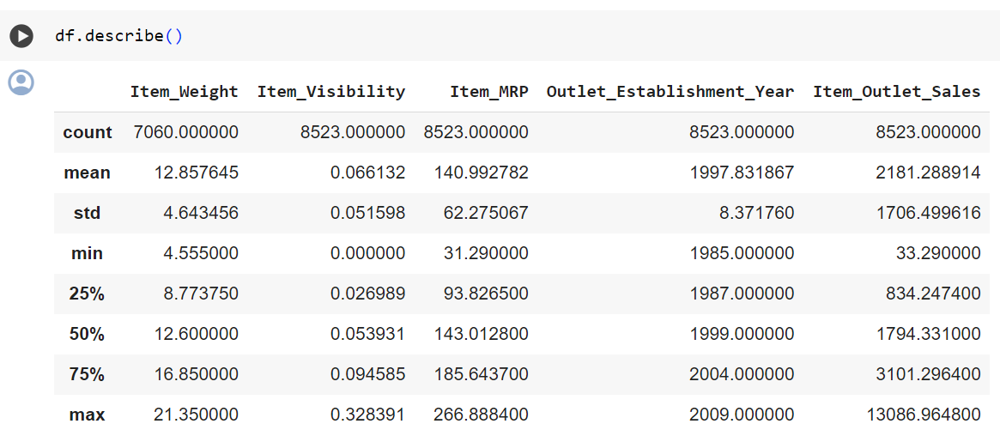 df.describe()
Item_Weight Item_Visibility Item_MRP Outlet_Establishment_Year Item_Outlet_Sales
count 7060.000000 8523.000000 8523.000000 8523.000000 8523.000000
mean 12.857645 0.066132 140.992782 1997.831867 2181.288914
std 4.643456 0.051598 62.275067 8.371760 1706.499616
min 4.555000 0.000000 31.290000 1985.000000 33.290000
25% 8.773750 0.026989 93.826500 1987.000000 834.247400
50% 12.600000 0.053931 143.012800 1999.000000 1794.331000
75% 16.850000 0.094585 185.643700 2004.000000 3101.296400
max 21.350000 0.328391 266.888400 2009.000000 13086.964800